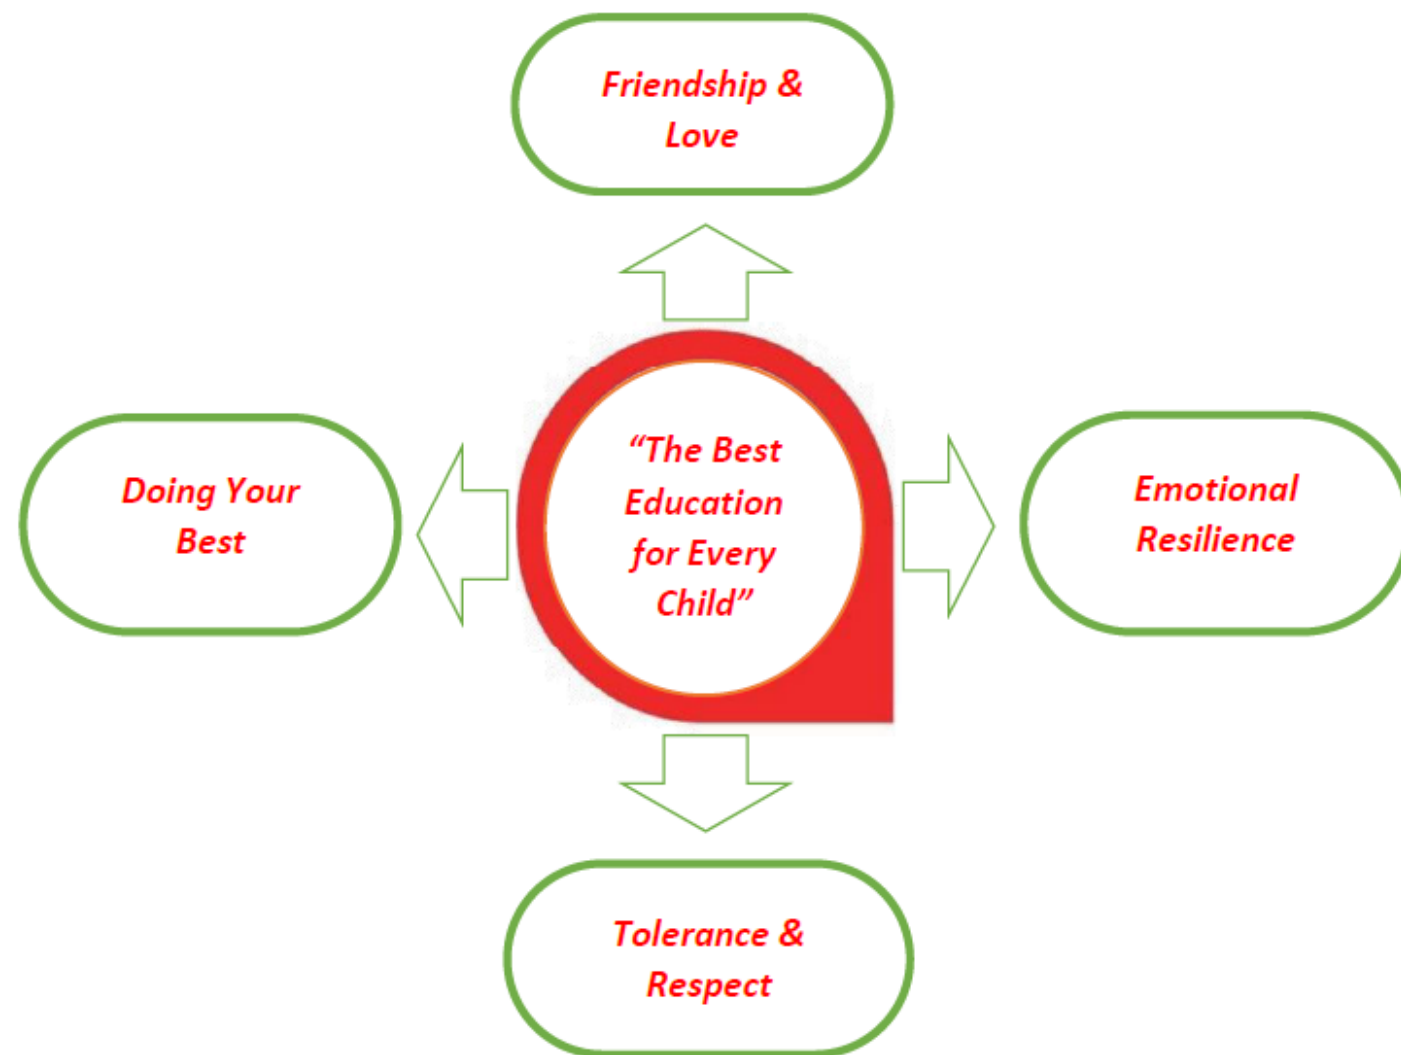 Friendship &
Love
Doing Your
Best
“The Best
Education
for Every
Child”
Emotional
Resilience
Tolerance &
Respect